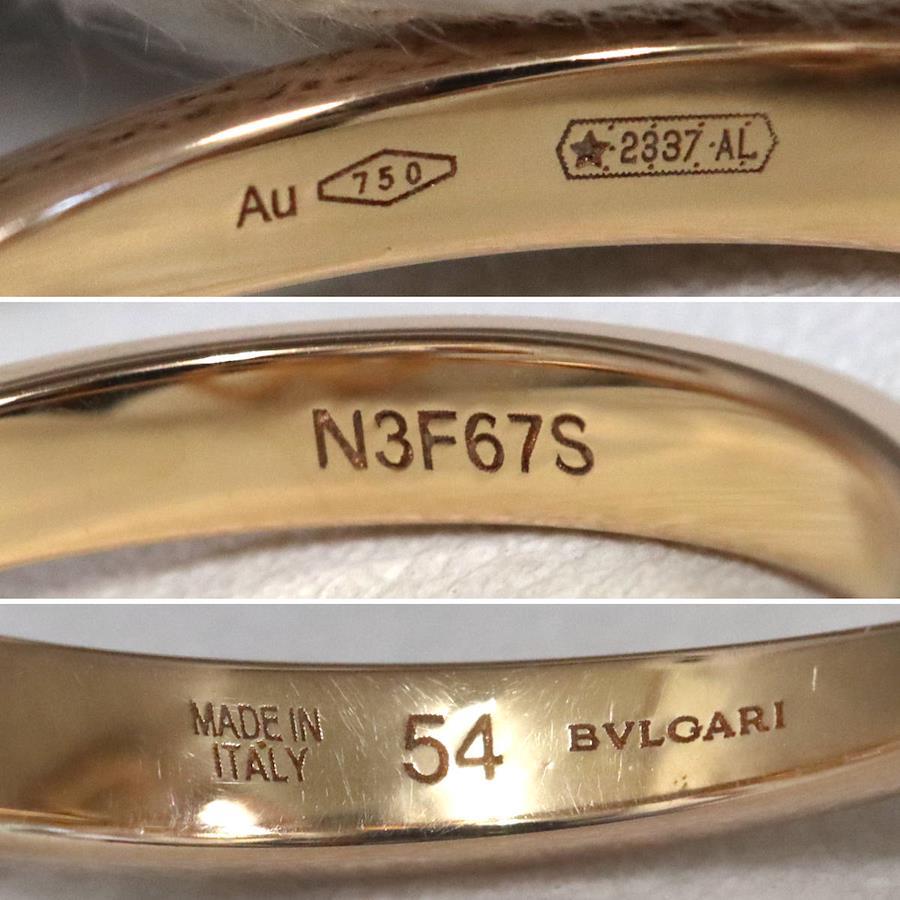 Au 750 ★2337 AL
N3F67S
MADE IN
ITALY
54
BVLGARI